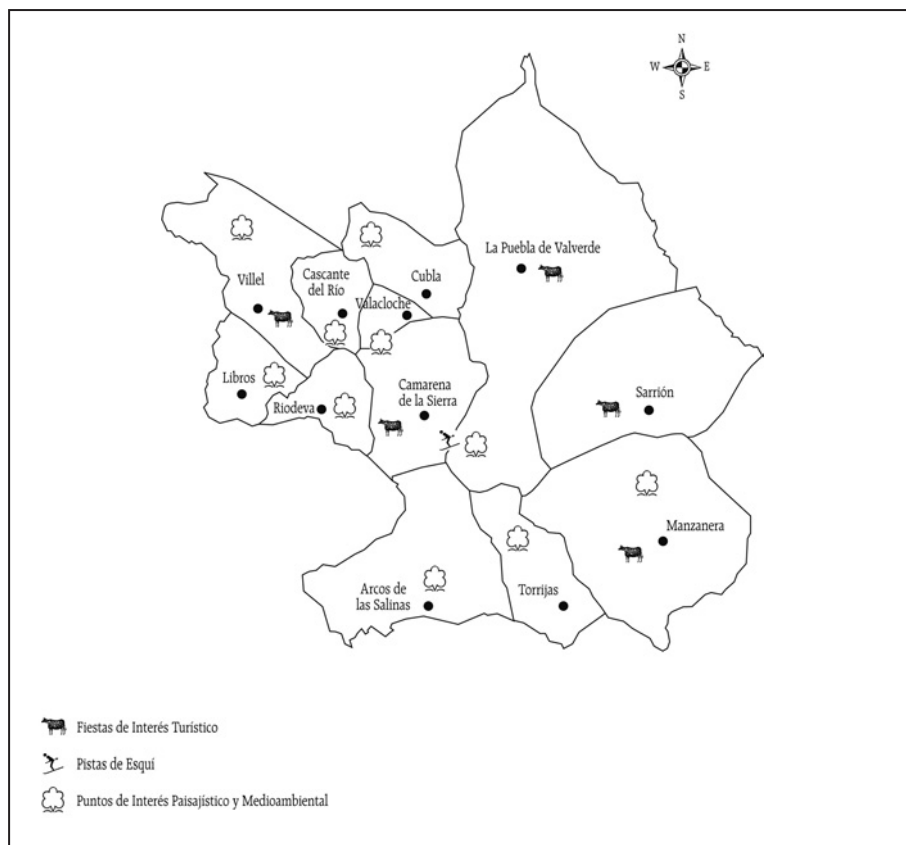 N
W E
S
La Puebla de Valverde
Villel
Cascante
del Río
Cubla
Valacloche
Libros
Riodeva
Camarena
de la Sierra
Sarrión
Manzanera
Arcos de
las Salinas
Torrijas
Fiestas de Interés Turístico
Pistas de Esquí
Puntos de Interés Paisajístico y Medioambiental